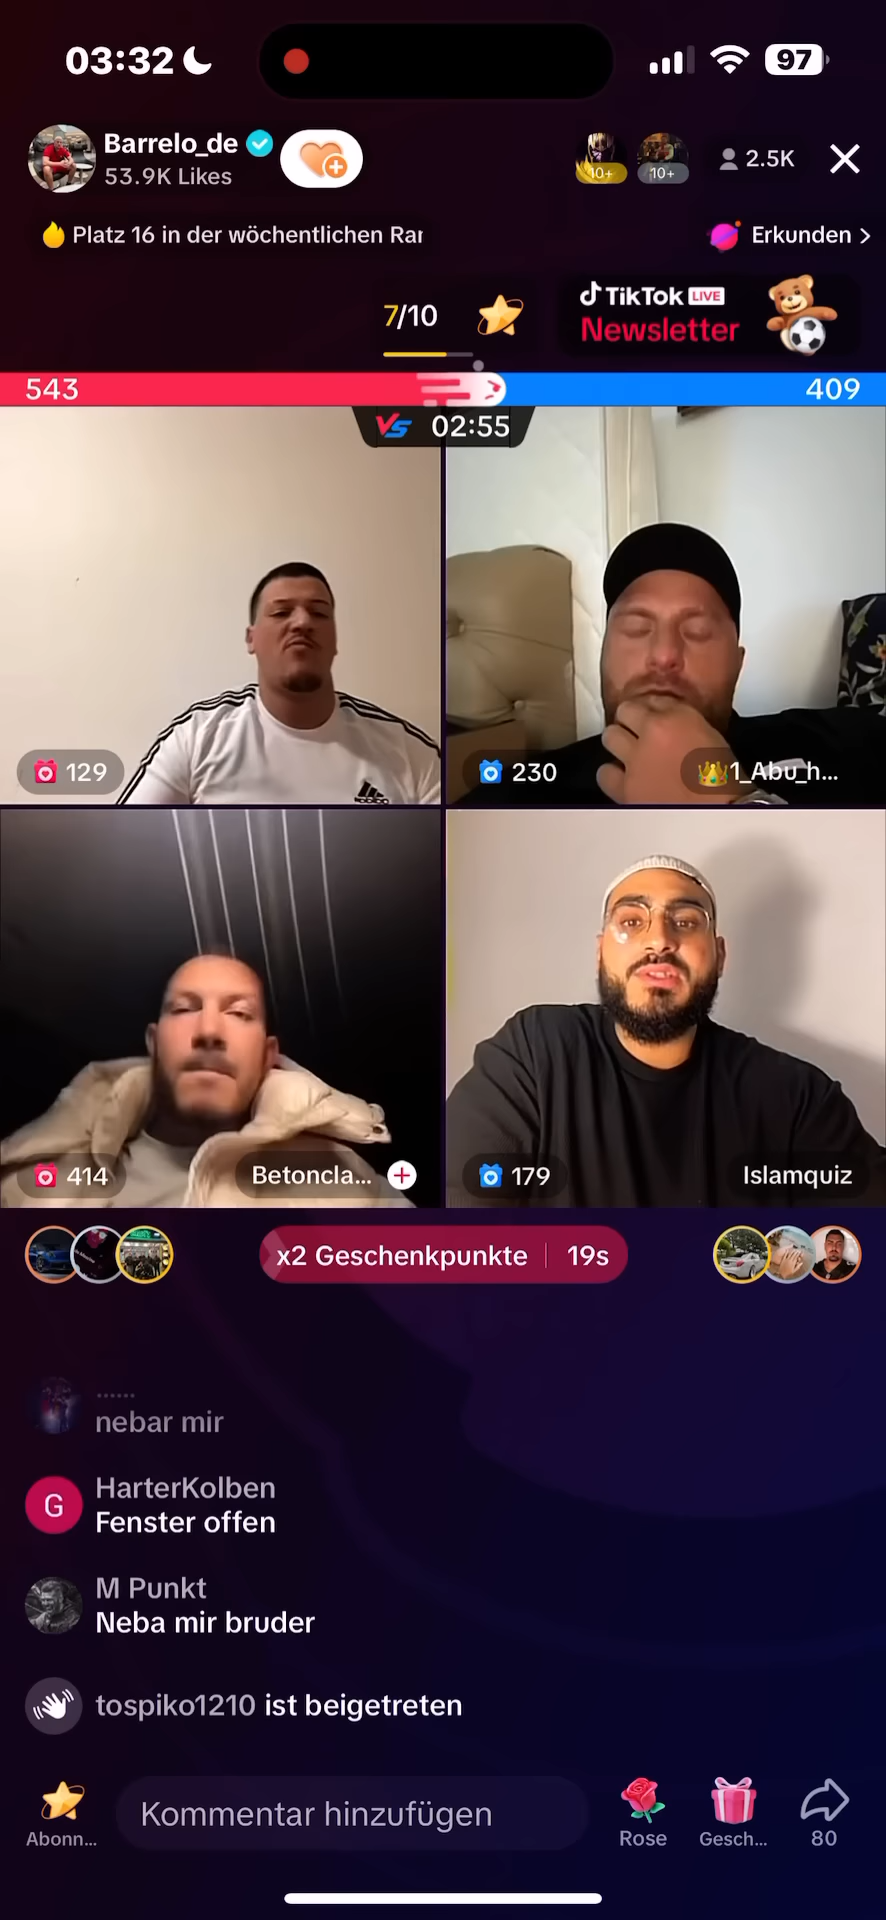 03:32
97
Barrelo_de
53.9K Likes
10+
10+
2.5K
Platz 16 in der wöchentlichen Ran
Erkunden >
7/10
TikTok LIVE
Newsletter
543
409
VS 02:55
adidas
129
230
1_Abu_h...
414
Betoncla...
179
Islamquiz
x2 Geschenkpunkte
19s
......
nebar mir
G
HarterKolben
Fenster offen
M Punkt
Neba mir bruder
tospiko1210 ist beigetreten
Kommentar hinzufügen
Abonn...
Rose
Gesch...
80